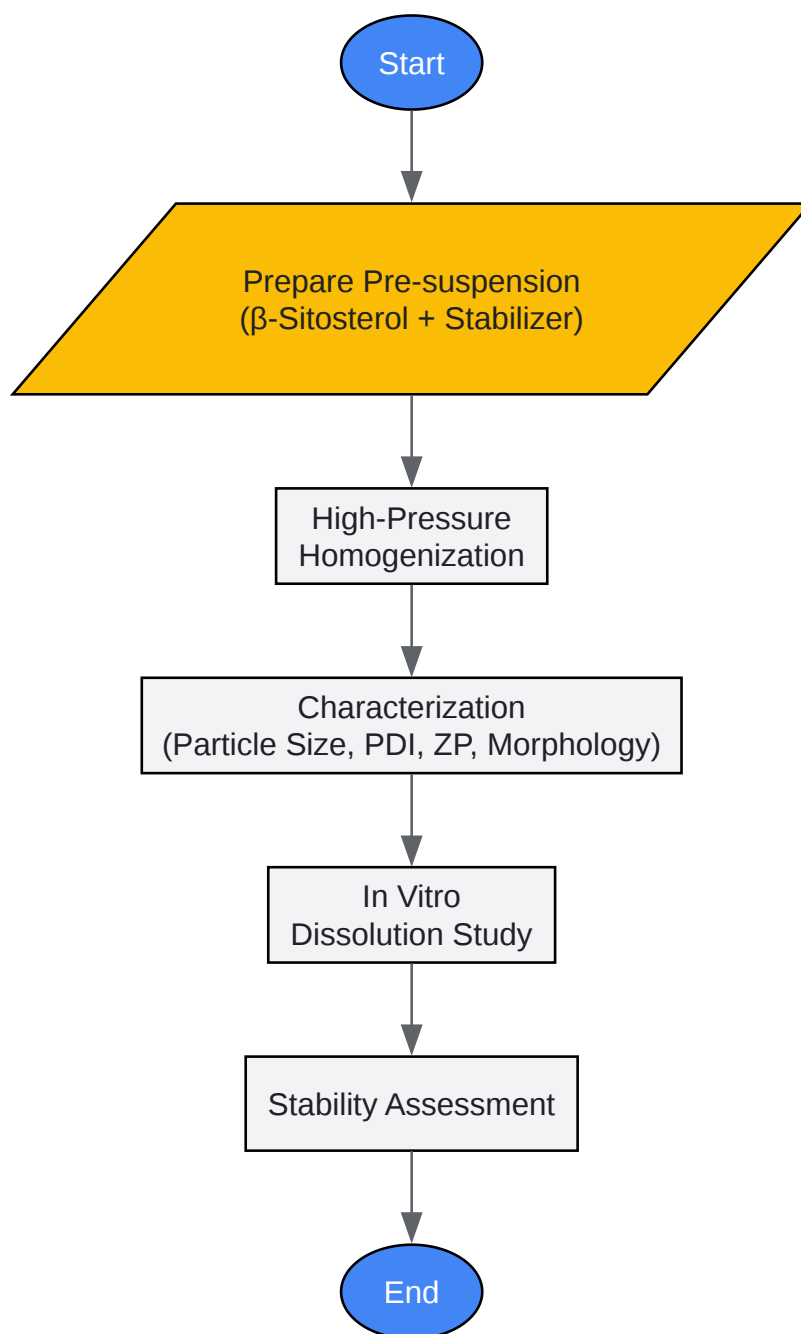 Start
Prepare Pre-suspension
(β-Sitosterol + Stabilizer)
High-Pressure
Homogenization
Characterization
(Particle Size, PDI, ZP, Morphology)
In Vitro
Dissolution Study
Stability Assessment
End